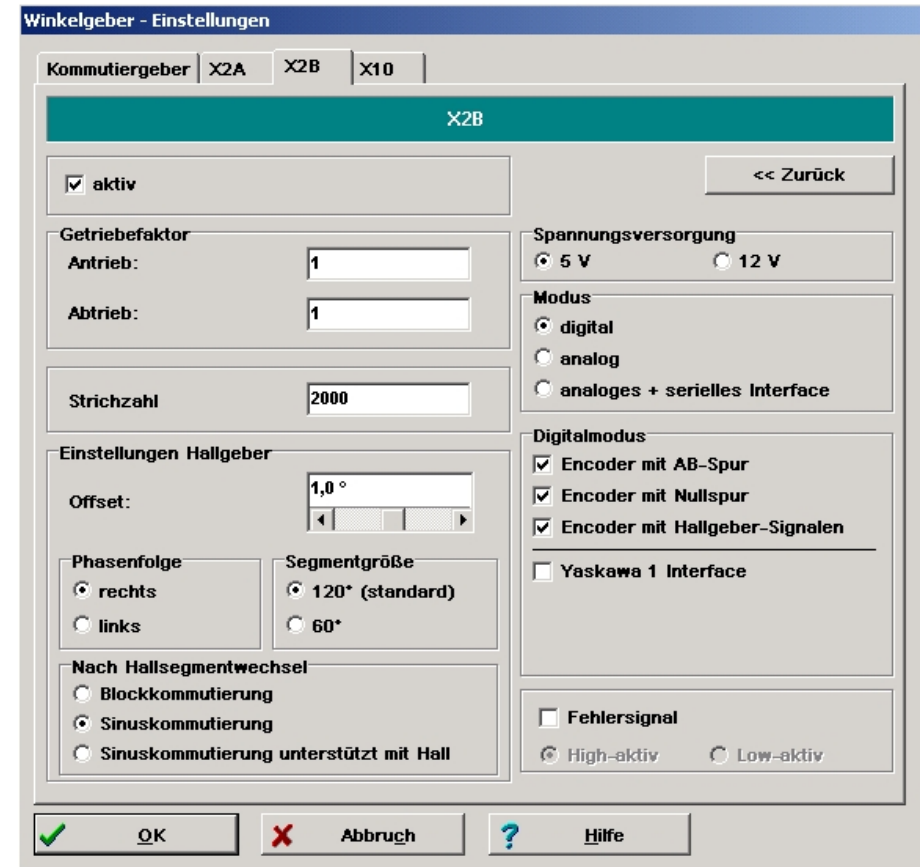 Winkelgeber - Einstellungen
Kommutiergeber X2A X2B X10
X2B
aktiv
<< Zurück
Getriebefaktor
Antrieb: 1
Abtrieb: 1
Strichzahl 2000
Einstellungen Hallgeber
Offset: 1,0 °
Phasenfolge
rechts
links
Segmentgröße
120° (standard)
60°
Nach Hallsegmentwechsel
Blockkommutierung
Sinuskommutierung
Sinuskommutierung unterstützt mit Hall
Spannungsversorgung
5 V 12 V
Modus
digital
analog
analoges + serielles Interface
Digitalmodus
Encoder mit AB-Spur
Encoder mit Nullspur
Encoder mit Hallgeber-Signalen
Yaskawa 1 Interface
Fehlersignal
High-aktiv Low-aktiv
OK Abbruch Hilfe